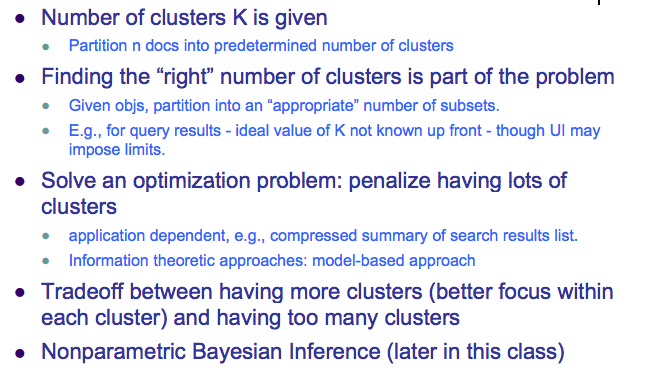 Number of clusters K is given
Partition n docs into predetermined number of clusters
Finding the “right” number of clusters is part of the problem
Given objs, partition into an “appropriate” number of subsets.
E.g., for query results - ideal value of K not known up front - though UI may
impose limits.
Solve an optimization problem: penalize having lots of
clusters
application dependent, e.g., compressed summary of search results list.
Information theoretic approaches: model-based approach
Tradeoff between having more clusters (better focus within
each cluster) and having too many clusters
Nonparametric Bayesian Inference (later in this class)